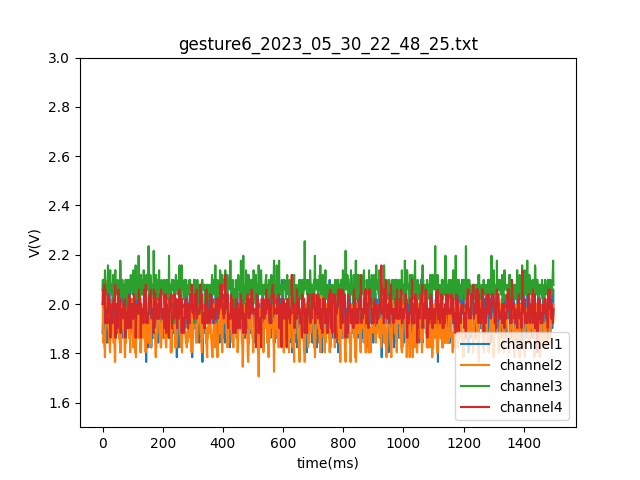 gesture6_2023_05_30_22_48_25.txt
3.0
2.8
2.6
2.4
2.2
2.0
1.8
1.6
V(V)
channel1
channel2
channel3
channel4
0 200 400 600 800 1000 1200 1400
time(ms)